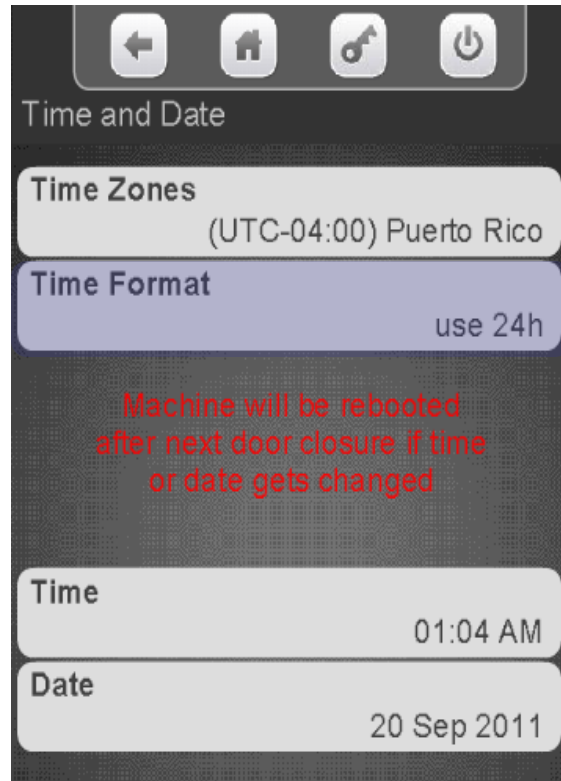 Time and Date
Time Zones
(UTC-04:00) Puerto Rico
Time Format
use 24h
Machine will be rebooted
after next door closure if time
or date gets changed
Time
01:04 AM
Date
20 Sep 2011